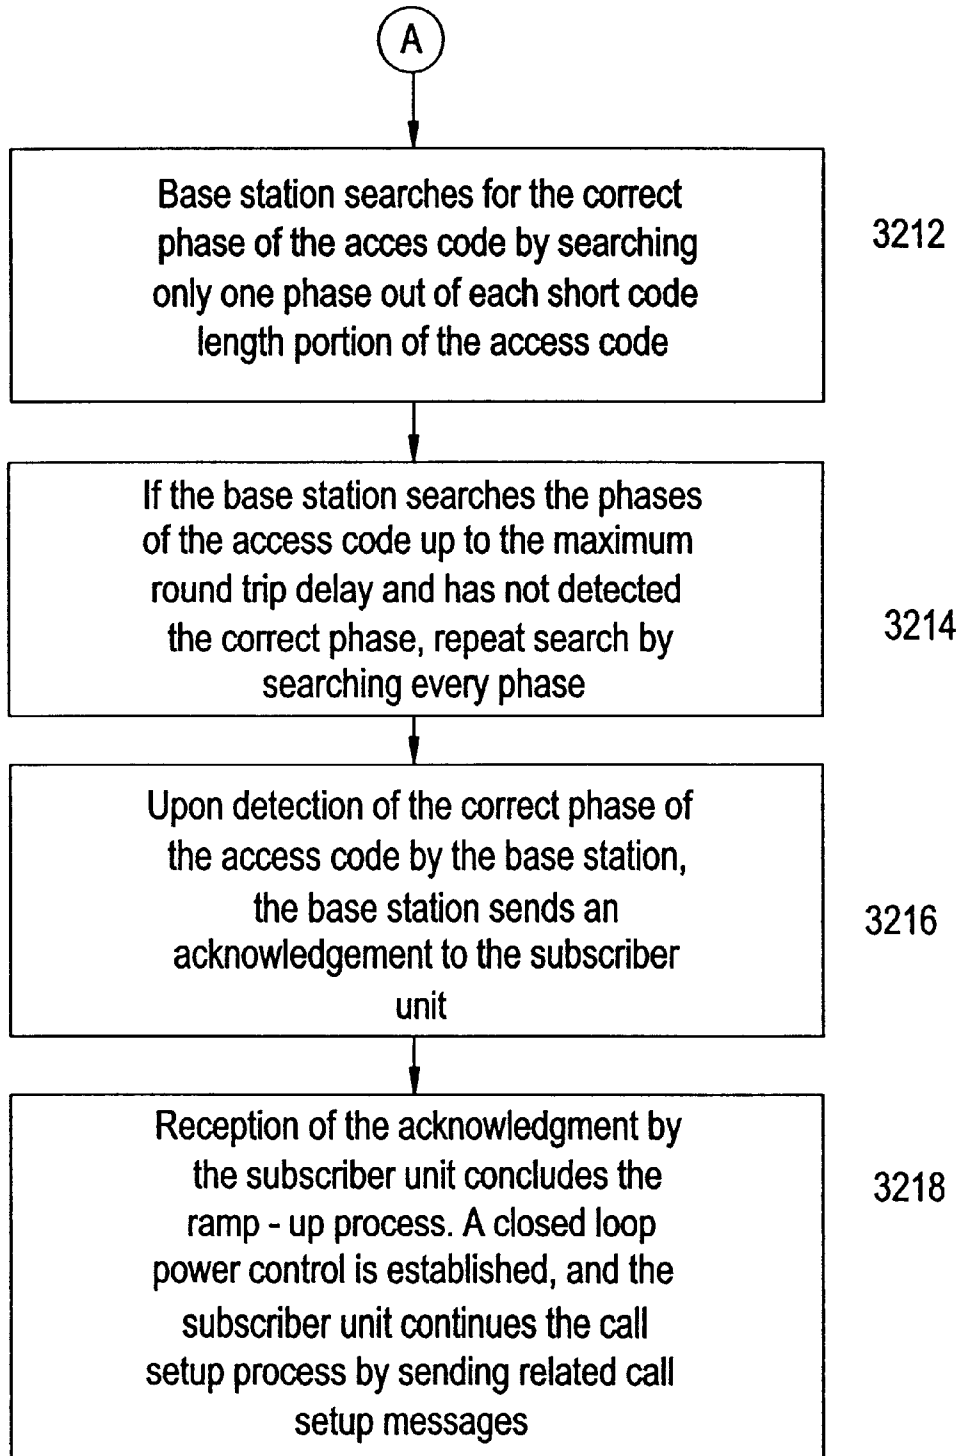 A
Base station searches for the correct
phase of the acces code by searching
only one phase out of each short code
length portion of the access code
3212
If the base station searches the phases
of the access code up to the maximum
round trip delay and has not detected
the correct phase, repeat search by
searching every phase
3214
Upon detection of the correct phase of
the access code by the base station,
the base station sends an
acknowledgement to the subscriber
unit
3216
Reception of the acknowledgment by
the subscriber unit concludes the
ramp - up process. A closed loop
power control is established, and the
subscriber unit continues the call
setup process by sending related call
setup messages
3218